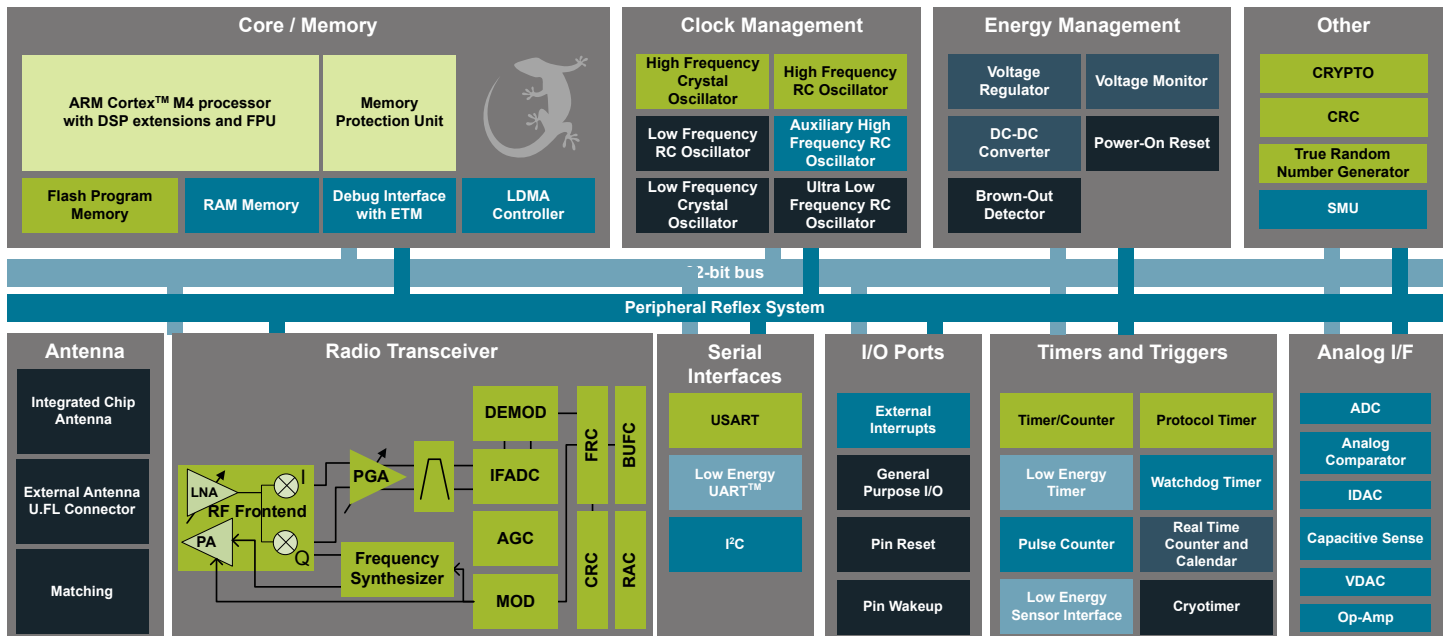 Core / Memory
ARM Cortex™ M4 processor
with DSP extensions and FPU
Memory
Protection Unit
Flash Program
Memory
RAM Memory
Debug Interface
with ETM
LDMA
Controller
Clock Management
High Frequency
Crystal
Oscillator
High Frequency
RC Oscillator
Low Frequency
RC Oscillator
Auxiliary High
Frequency RC
Oscillator
Low Frequency
Crystal
Oscillator
Ultra Low
Frequency RC
Oscillator
Energy Management
Voltage
Regulator
Voltage Monitor
DC-DC
Converter
Power-On Reset
Brown-Out
Detector
Other
CRYPTO
CRC
True Random
Number Generator
SMU
2-bit bus
Peripheral Reflex System
Antenna
Integrated Chip
Antenna
External Antenna
U.FL Connector
Matching
Radio Transceiver
LNA
RF Frontend
PA
I
Q
PGA
Frequency
Synthesizer
DEMOD
IFADC
AGC
MOD
FRC
BUFC
CRC
RAC
Serial
Interfaces
USART
Low Energy
UART™
I²C
I/O Ports
External
Interrupts
General
Purpose I/O
Pin Reset
Pin Wakeup
Timers and Triggers
Timer/Counter
Protocol Timer
Low Energy
Timer
Watchdog Timer
Pulse Counter
Real Time
Counter and
Calendar
Low Energy
Sensor Interface
Cryotimer
Analog I/F
ADC
Analog
Comparator
IDAC
Capacitive Sense
VDAC
Op-Amp